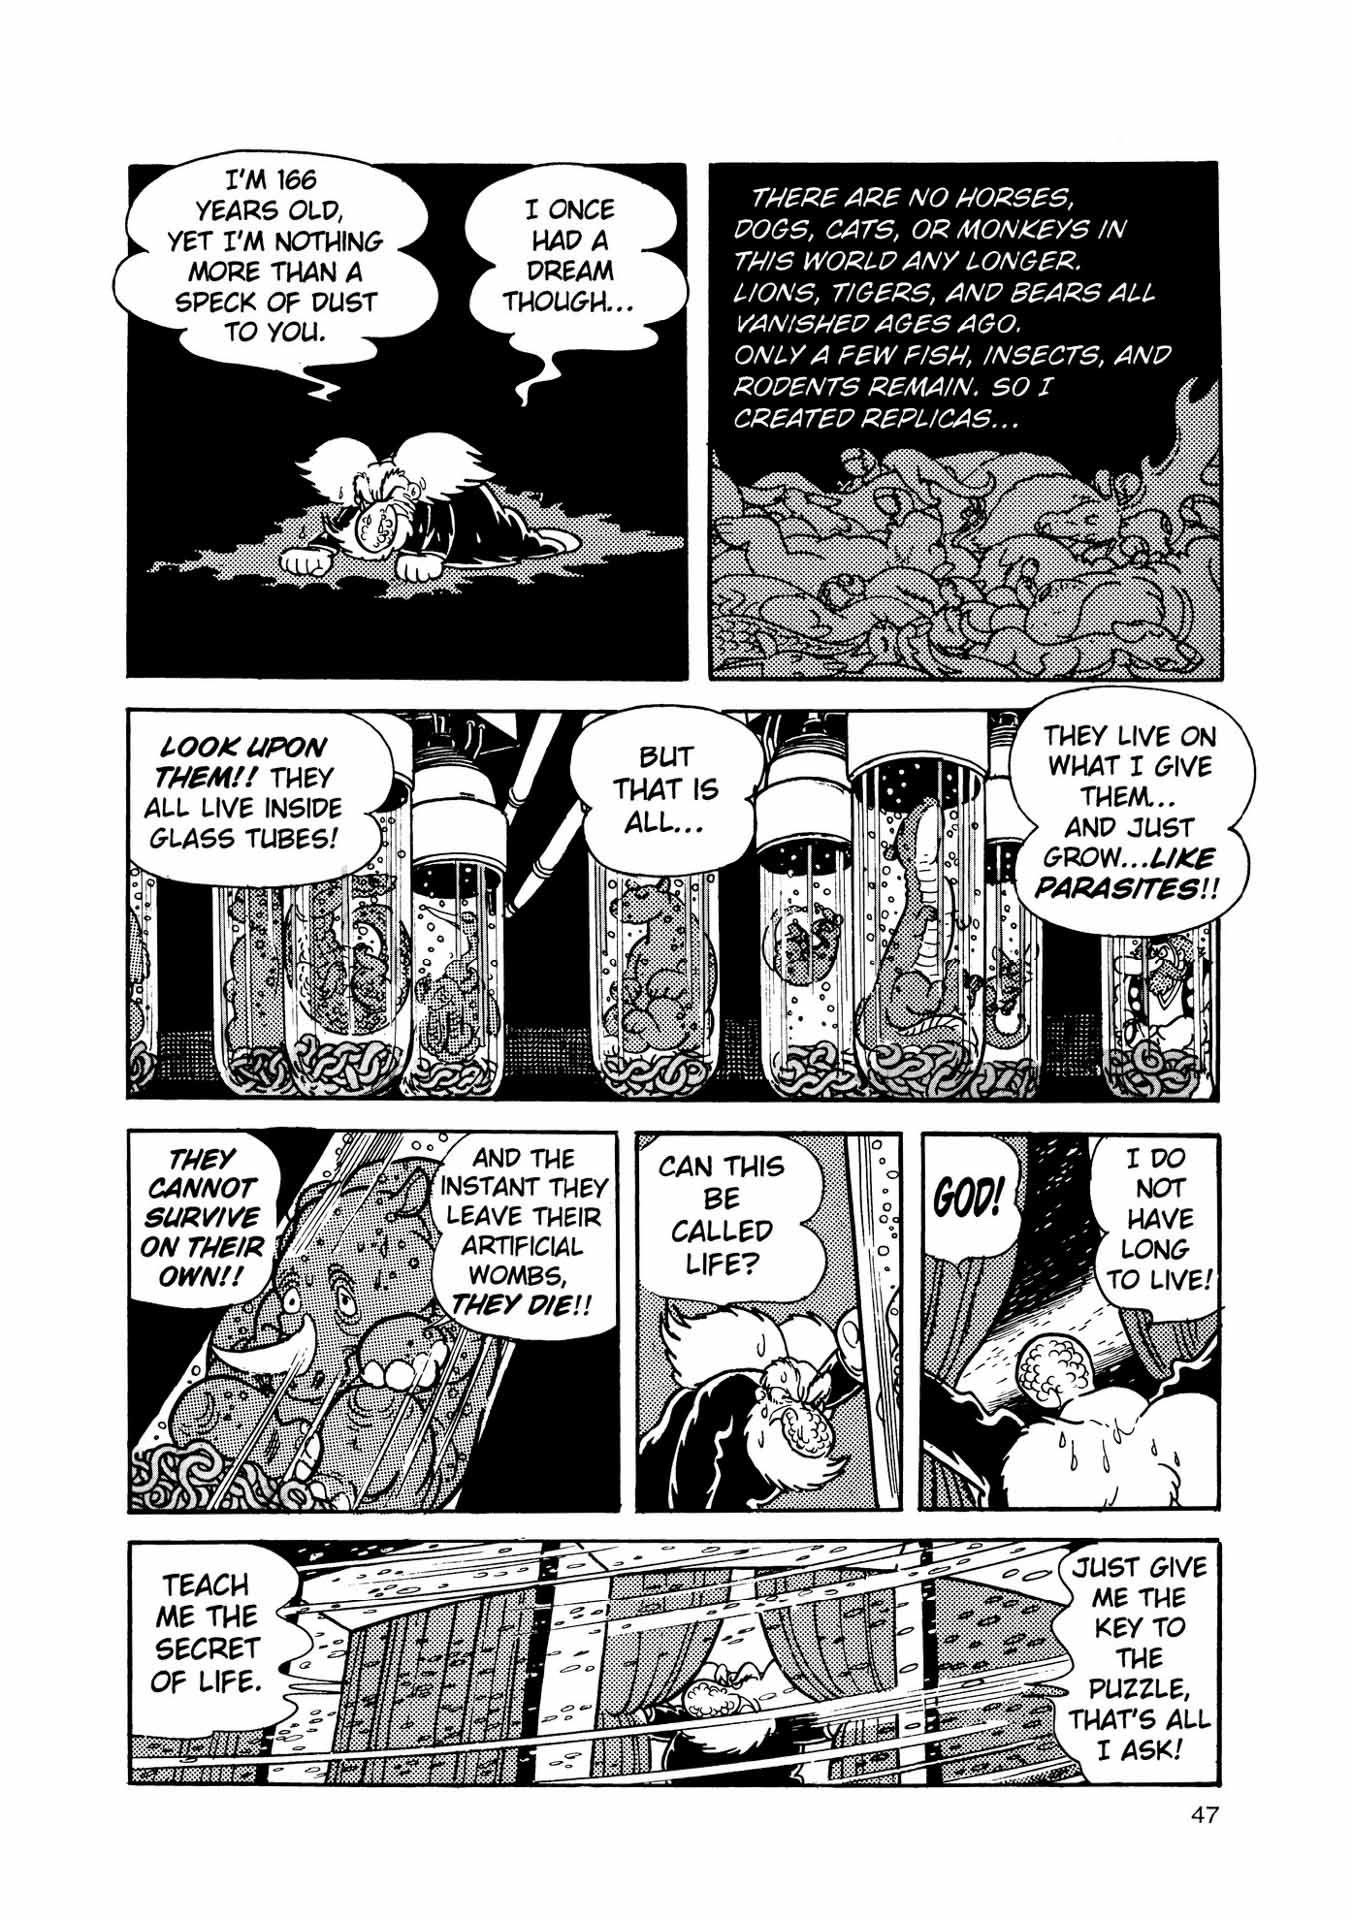 I'M 166
YEARS OLD,
YET I'M NOTHING
MORE THAN A
SPECK OF DUST
TO YOU.
I ONCE
HAD A
DREAM
THOUGH...
THERE ARE NO HORSES,
DOGS, CATS, OR MONKEYS IN
THIS WORLD ANY LONGER.
LIONS, TIGERS, AND BEARS ALL
VANISHED AGES AGO.
ONLY A FEW FISH, INSECTS, AND
RODENTS REMAIN. SO I
CREATED REPLICAS...
LOOK UPON
THEM!! THEY
ALL LIVE INSIDE
GLASS TUBES!
BUT
THAT IS
ALL...
THEY LIVE ON
WHAT I GIVE
THEM...
AND JUST
GROW...LIKE
PARASITES!!
THEY
CANNOT
SURVIVE
ON THEIR
OWN!!
AND THE
INSTANT THEY
LEAVE THEIR
ARTIFICIAL
WOMBS,
THEY DIE!!
CAN THIS
BE
CALLED
LIFE?
GOD!
I DO
NOT
HAVE
LONG
TO LIVE!
TEACH
ME THE
SECRET
OF LIFE.
JUST GIVE
ME THE
KEY TO
THE
PUZZLE,
THAT'S ALL
I ASK!
47